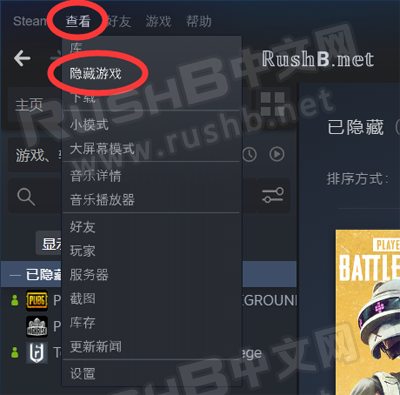 Steam 查看 好友 游戏 帮助
库
隐藏游戏
下载
小模式
大屏幕模式
音乐详情
音乐播放器
好友
玩家
服务器
截图
库存
更新新闻
设置
RushB.net
主页
游戏、
已隐藏
排序方式:
PLAYER
BATTLE
已隐藏
PUBG
P
GROUND
P
T
ege
RUSHB中文网
www.rushb.net
RUSHB中文网